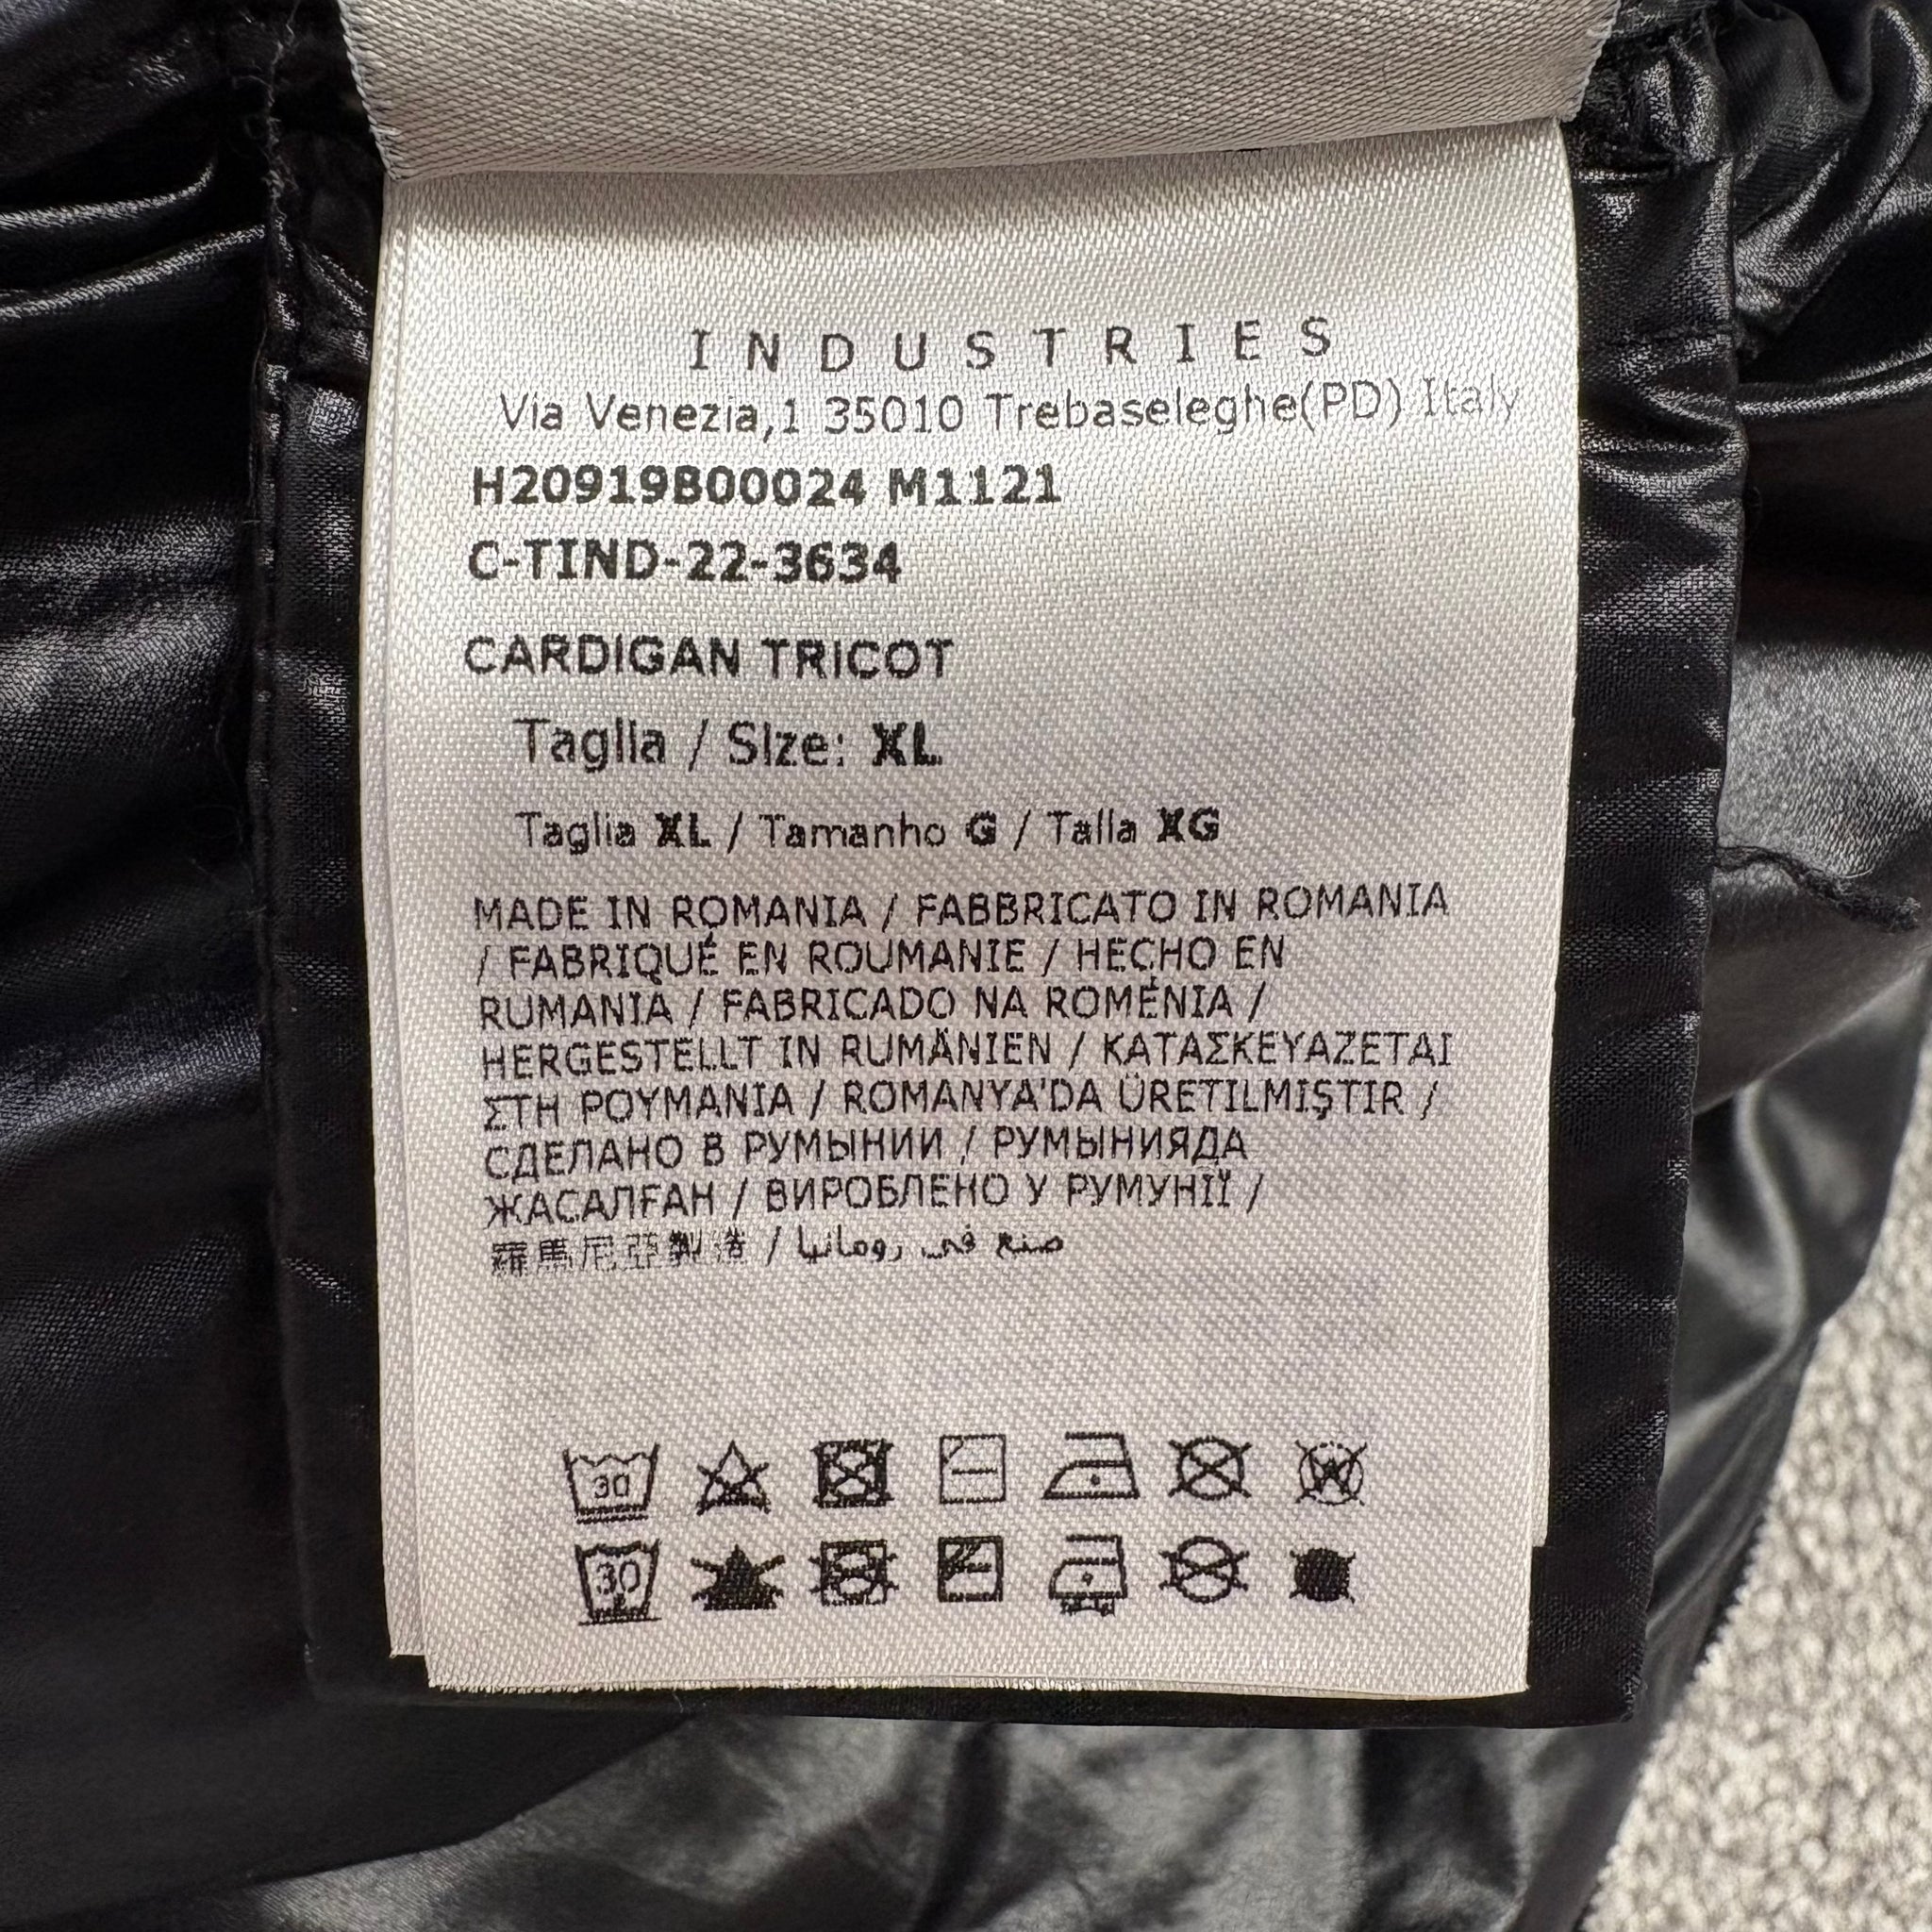 INDUSTRIES
Via Venezia,1 35010 Trebaseleghe(PD) Italy
H20919B00024 M1121
C-TIND-22-3634
CARDIGAN TRICOT
Taglia / Size: XL
Taglia XL / Tamanho G / Talla XG
MADE IN ROMANIA / FABBRICATO IN ROMANIA
/ FABRIQUÉ EN ROUMANIE / HECHO EN
RUMANIA / FABRICADO NA ROMÉNIA /
HERGESTELLT IN RUMÄNIEN / ΚΑΤΑΣΚΕΥΑΖΕΤΑΙ
ΣΤΗ ΡΟΥΜΑΝΙΑ / ROMANYA'DA ÜRETILMIŞTIR /
СДЕЛАНО В РУМЫНИИ / РУМЫНИЯДА
ЖАСАЛҒАН / ВИРОБЛЕНО У РУМУНІЇ /
羅馬尼亞製造 / صنع في رومانيا
30
30